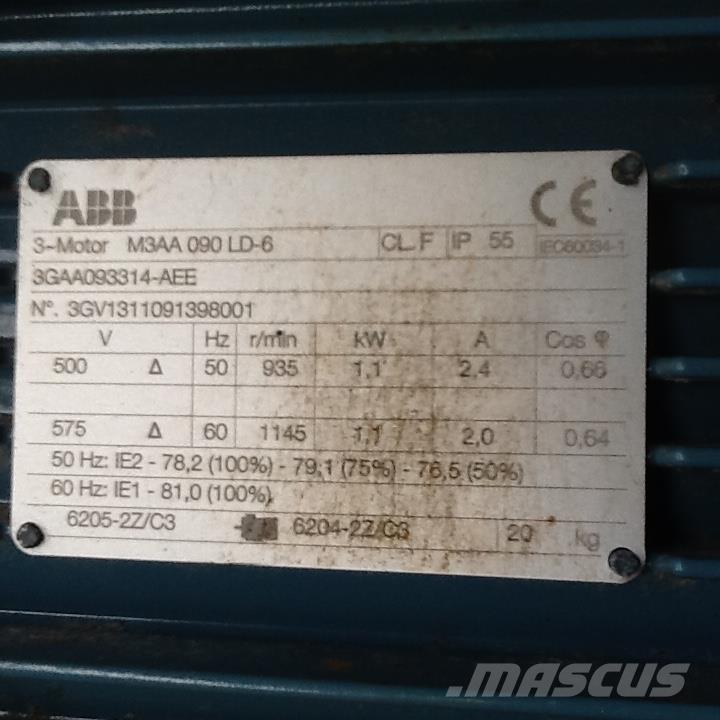 ABB CE
3~Motor M3AA 090 LD-6 CL. F IP 55 IEC60034-1
3GAA093314-AEE
Nº. 3GV1311091398001
V Hz r/min kW A Cos φ
500 Δ 50 935 1,1 2,4 0,66
575 Δ 60 1145 1,1 2,0 0,64
50 Hz: IE2 - 78,2 (100%) - 79,1 (75%) - 76,5 (50%)
60 Hz: IE1 - 81,0 (100%)
6205-2Z/C3 6204-2Z/C3 20 kg
MASCUS